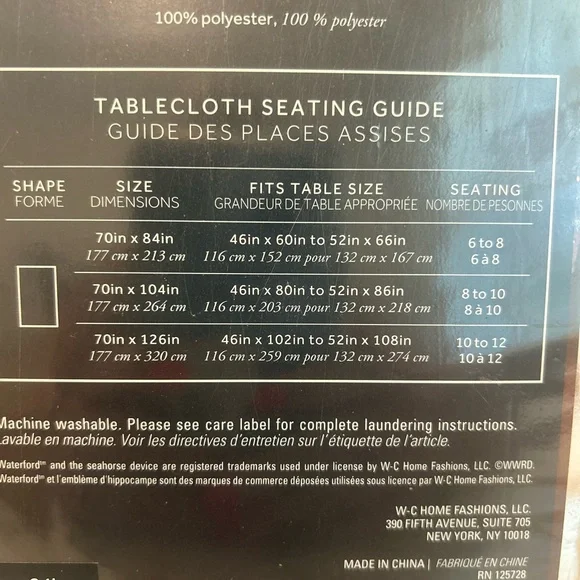 100% polyester, 100 % polyester
TABLECLOTH SEATING GUIDE
GUIDE DES PLACES ASSISES
SHAPE SIZE FITS TABLE SIZE SEATING
FORME DIMENSIONS GRANDEUR DE TABLE APPROPRIÉE NOMBRE DE PESONNES
70in x 84in 46in x 60in to 52in x 66in 6 to 8
177 cm x 213 cm 116 cm x 152 cm pour 132 cm x 167 cm 6 à 8
70in x 104in 46in x 80in to 52in x 86in 8 to 10
177 cm x 264 cm 116 cm x 203 cm pour 132 cm x 218 cm 8 à 10
70in x 126in 46in x 102in to 52in x 108in 10 to 12
177 cm x 320 cm 116 cm x 259 cm pour 132 cm x 274 cm 10 à 12
Machine washable. Please see care label for complete laundering instructions.
Lavable en machine. Voir les directives d'entretien sur l'étiquette de l'article.
Waterford™ and the seahorse device are registered trademarks used under license by W-C Home Fashions, LLC. ©WWRD.
Waterford™ et l'emblème d'hippocampe sont des marques de commerce déposées utilisées sous licence par W-C Home Fashions, LLC.
W-C HOME FASHIONS, LLC.
390 FIFTH AVENUE, SUITE 705
NEW YORK, NY 10018
MADE IN CHINA | FABRIQUÉ EN CHINE
RN 125728